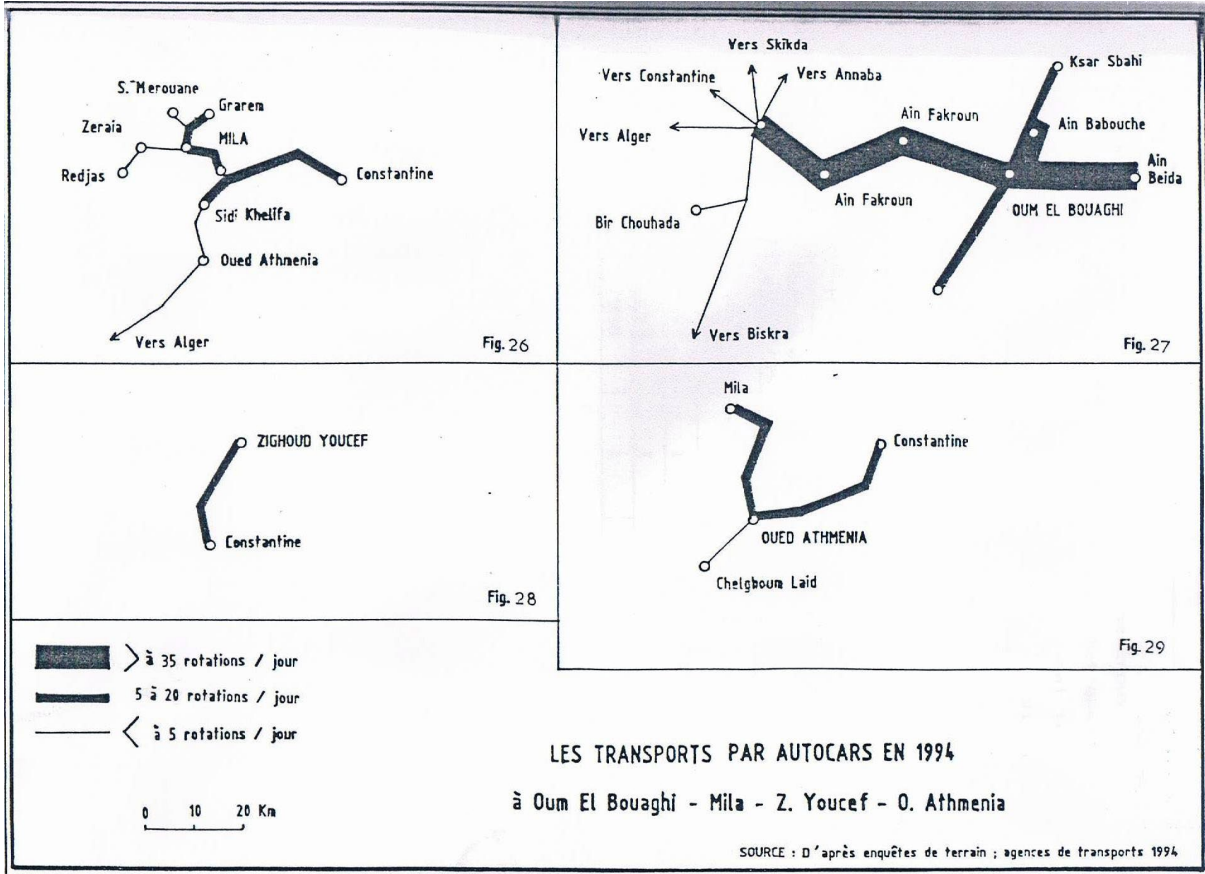 S.-Merouane
Grarem
Zeraia
MILA
Redjas
Constantine
Sidi Khelifa
Oued Athmenia
Vers Alger
Fig. 26
Vers Skikda
Vers Constantine
Vers Annaba
Ksar Sbahi
Vers Alger
Ain Fakroun
Ain Babouche
Ain
Beida
Ain Fakroun
OUM EL BOUAGHI
Bir Chouhada
Vers Biskra
Fig. 27
ZIGHOUD YOUCEF
Constantine
Fig. 28
Mila
Constantine
OUED ATHMENIA
Chelgboum Laid
Fig. 29
> à 35 rotations / jour
5 à 20 rotations / jour
< à 5 rotations / jour
0 10 20 Km
LES TRANSPORTS PAR AUTOCARS EN 1994
à Oum El Bouaghi - Mila - Z. Youcef - O. Athmenia
SOURCE : D'après enquêtes de terrain ; agences de transports 1994